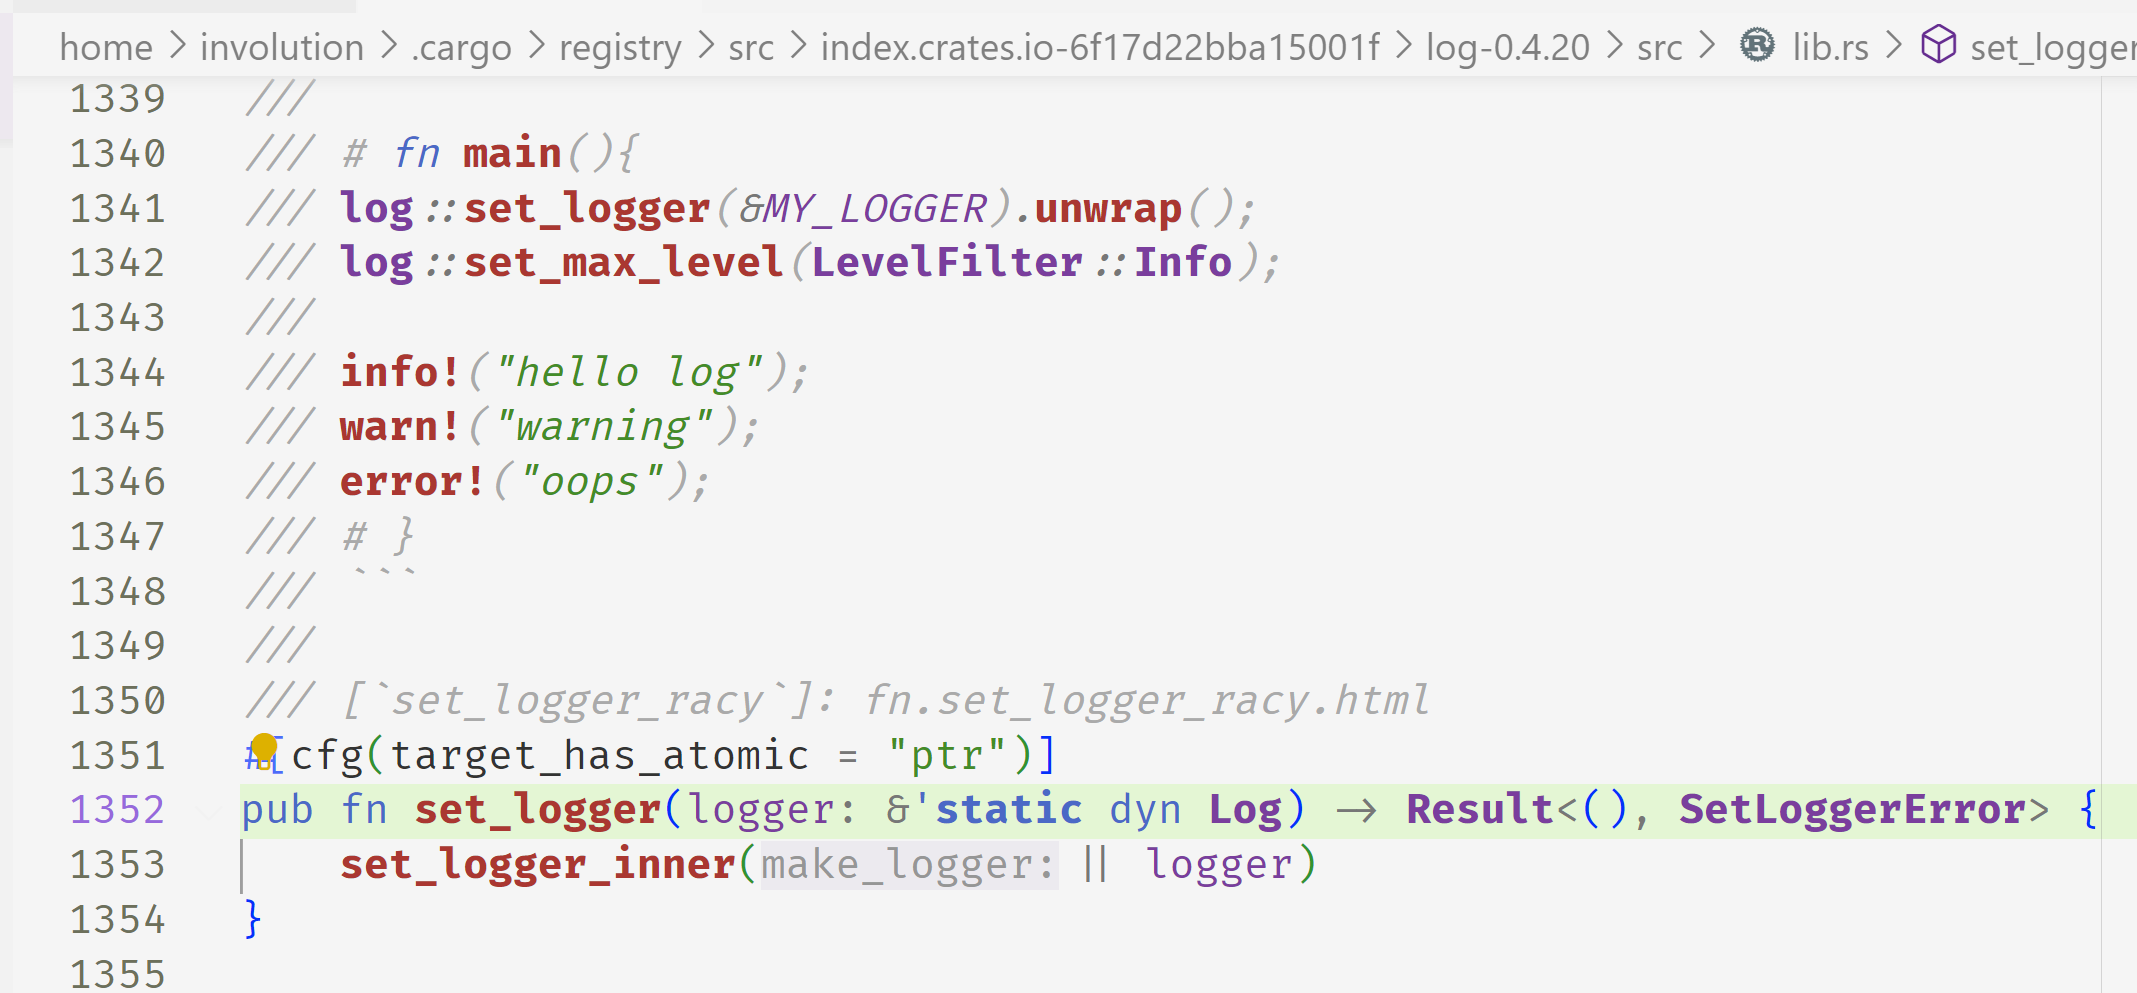 home > involution > .cargo > registry > src > index.crates.io-6f17d22bba15001f > log-0.4.20 > src > lib.rs > set_logger
1339 ///
1340 /// # fn main(){
1341 /// log::set_logger(&MY_LOGGER).unwrap();
1342 /// log::set_max_level(LevelFilter::Info);
1343 ///
1344 /// info!("hello log");
1345 /// warn!("warning");
1346 /// error!("oops");
1347 /// # }
1348 /// ```
1349 ///
1350 /// [`set_logger_racy`]: fn.set_logger_racy.html
1351 #[cfg(target_has_atomic = "ptr")]
1352 pub fn set_logger(logger: &'static dyn Log) -> Result<(), SetLoggerError> {
1353 set_logger_inner(make_logger: || logger)
1354 }
1355